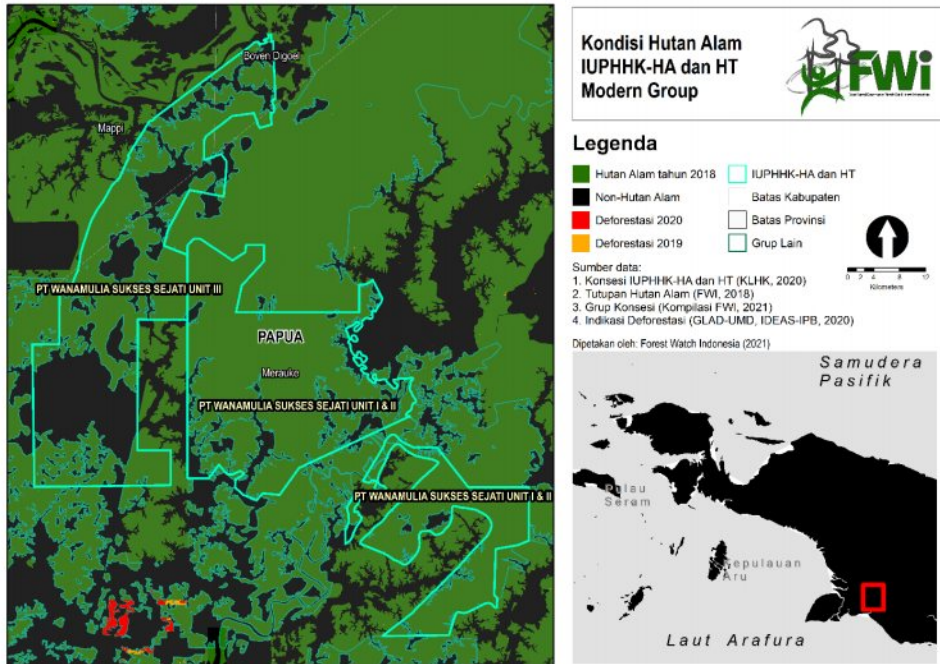 Boven Digoel
Mappi
PT WANAMULIA SUKSES SEJATI UNIT III
PAPUA
Merauke
PT WANAMULIA SUKSES SEJATI UNIT I & II
PT WANAMULIA SUKSES SEJATI UNIT I & II
Kondisi Hutan Alam
IUPHHK-HA dan HT
Modern Group
FWi
Legenda
Hutan Alam tahun 2018
Non-Hutan Alam
Deforestasi 2020
Deforestasi 2019
IUPHHK-HA dan HT
Batas Kabupaten
Batas Provinsi
Grup Lain
Kilometers
Sumber data:
1. Konsesi IUPHHK-HA dan HT (KLHK, 2020)
2. Tutupan Hutan Alam (FWI, 2018)
3. Grup Konsesi (Kompilasi FWI, 2021)
4. Indikasi Deforestasi (GLAD-UMD, IDEAS-IPB, 2020)
Dipetakan oleh: Forest Watch Indonesia (2021)
Samudera
Pasifik
Pulau
Seram
Kepulauan
Aru
Laut Arafura